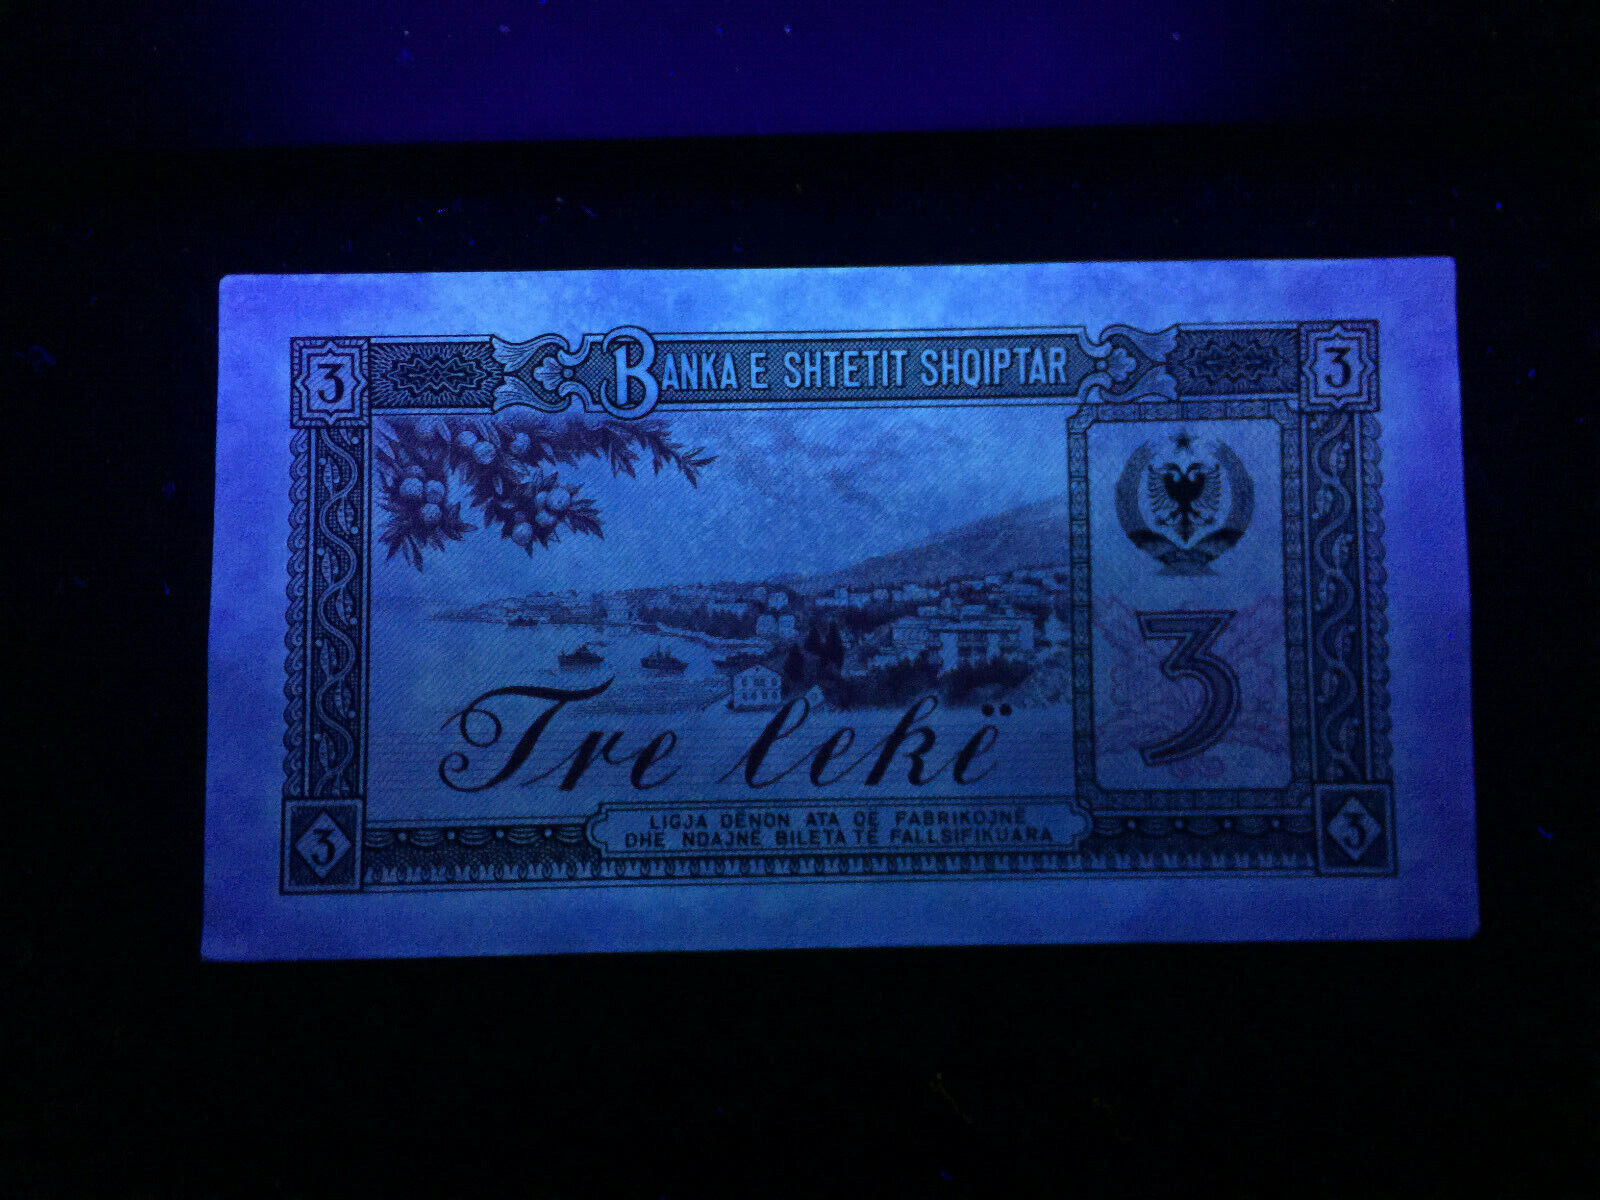 3 BANKA E SHTETIT SHQIPTAR 3
3
Tre lekë
LIGJA DËNON ATA QË FABRIKOJNË
DHE NDAJNË BILETA TË FALLSIFIKUARA
3 3